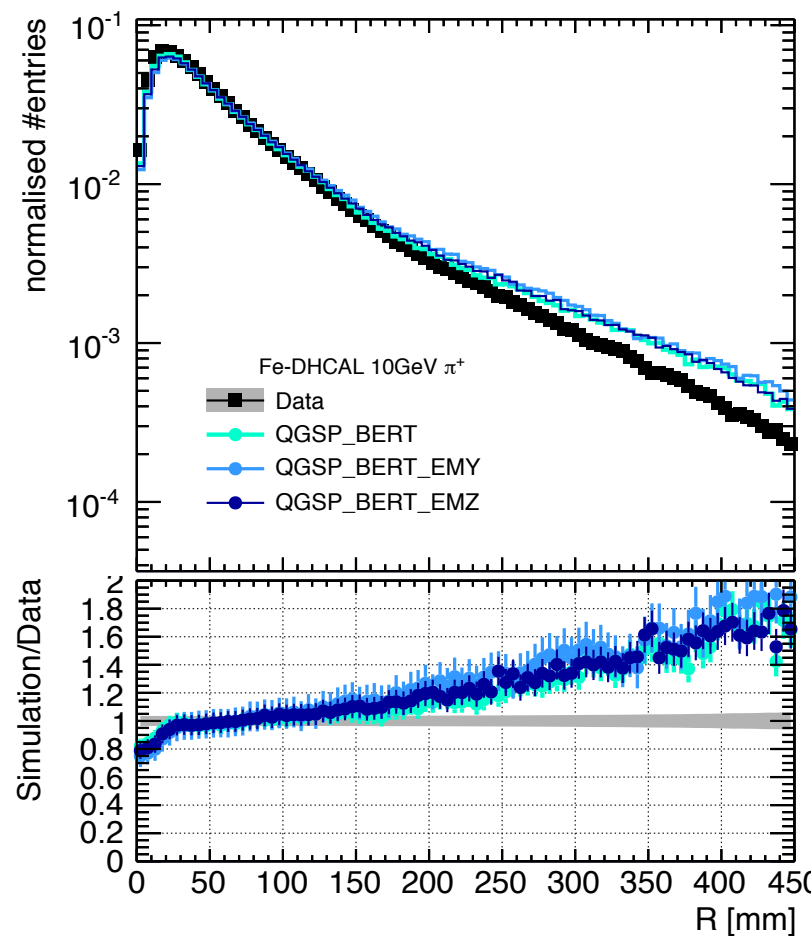 normalised #entries
10⁻¹
10⁻²
10⁻³
10⁻⁴
Fe-DHCAL 10GeV π⁺
Data
QGSP_BERT
QGSP_BERT_EMY
QGSP_BERT_EMZ
Simulation/Data
2
1.8
1.6
1.4
1.2
1
0.8
0.6
0.4
0.2
0
0 50 100 150 200 250 300 350 400 450
R [mm]